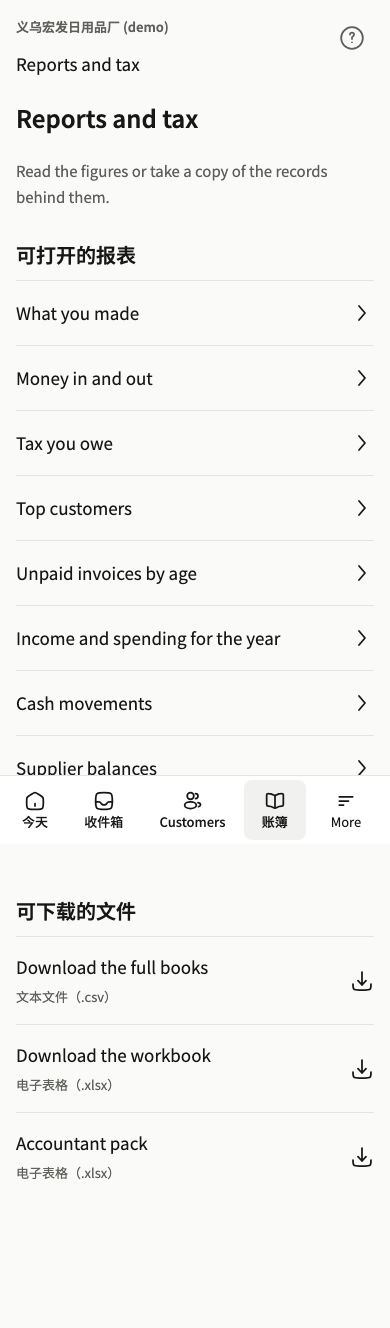 义乌宏发日用品厂 (demo)
Reports and tax
Reports and tax
Read the figures or take a copy of the records
behind them.
可打开的报表
What you made
Money in and out
Tax you owe
Top customers
Unpaid invoices by age
Income and spending for the year
Cash movements
Supplier balances
今天
收件箱
Customers
账簿
More
可下载的文件
Download the full books
文本文件（.csv）
Download the workbook
电子表格（.xlsx）
Accountant pack
电子表格（.xlsx）